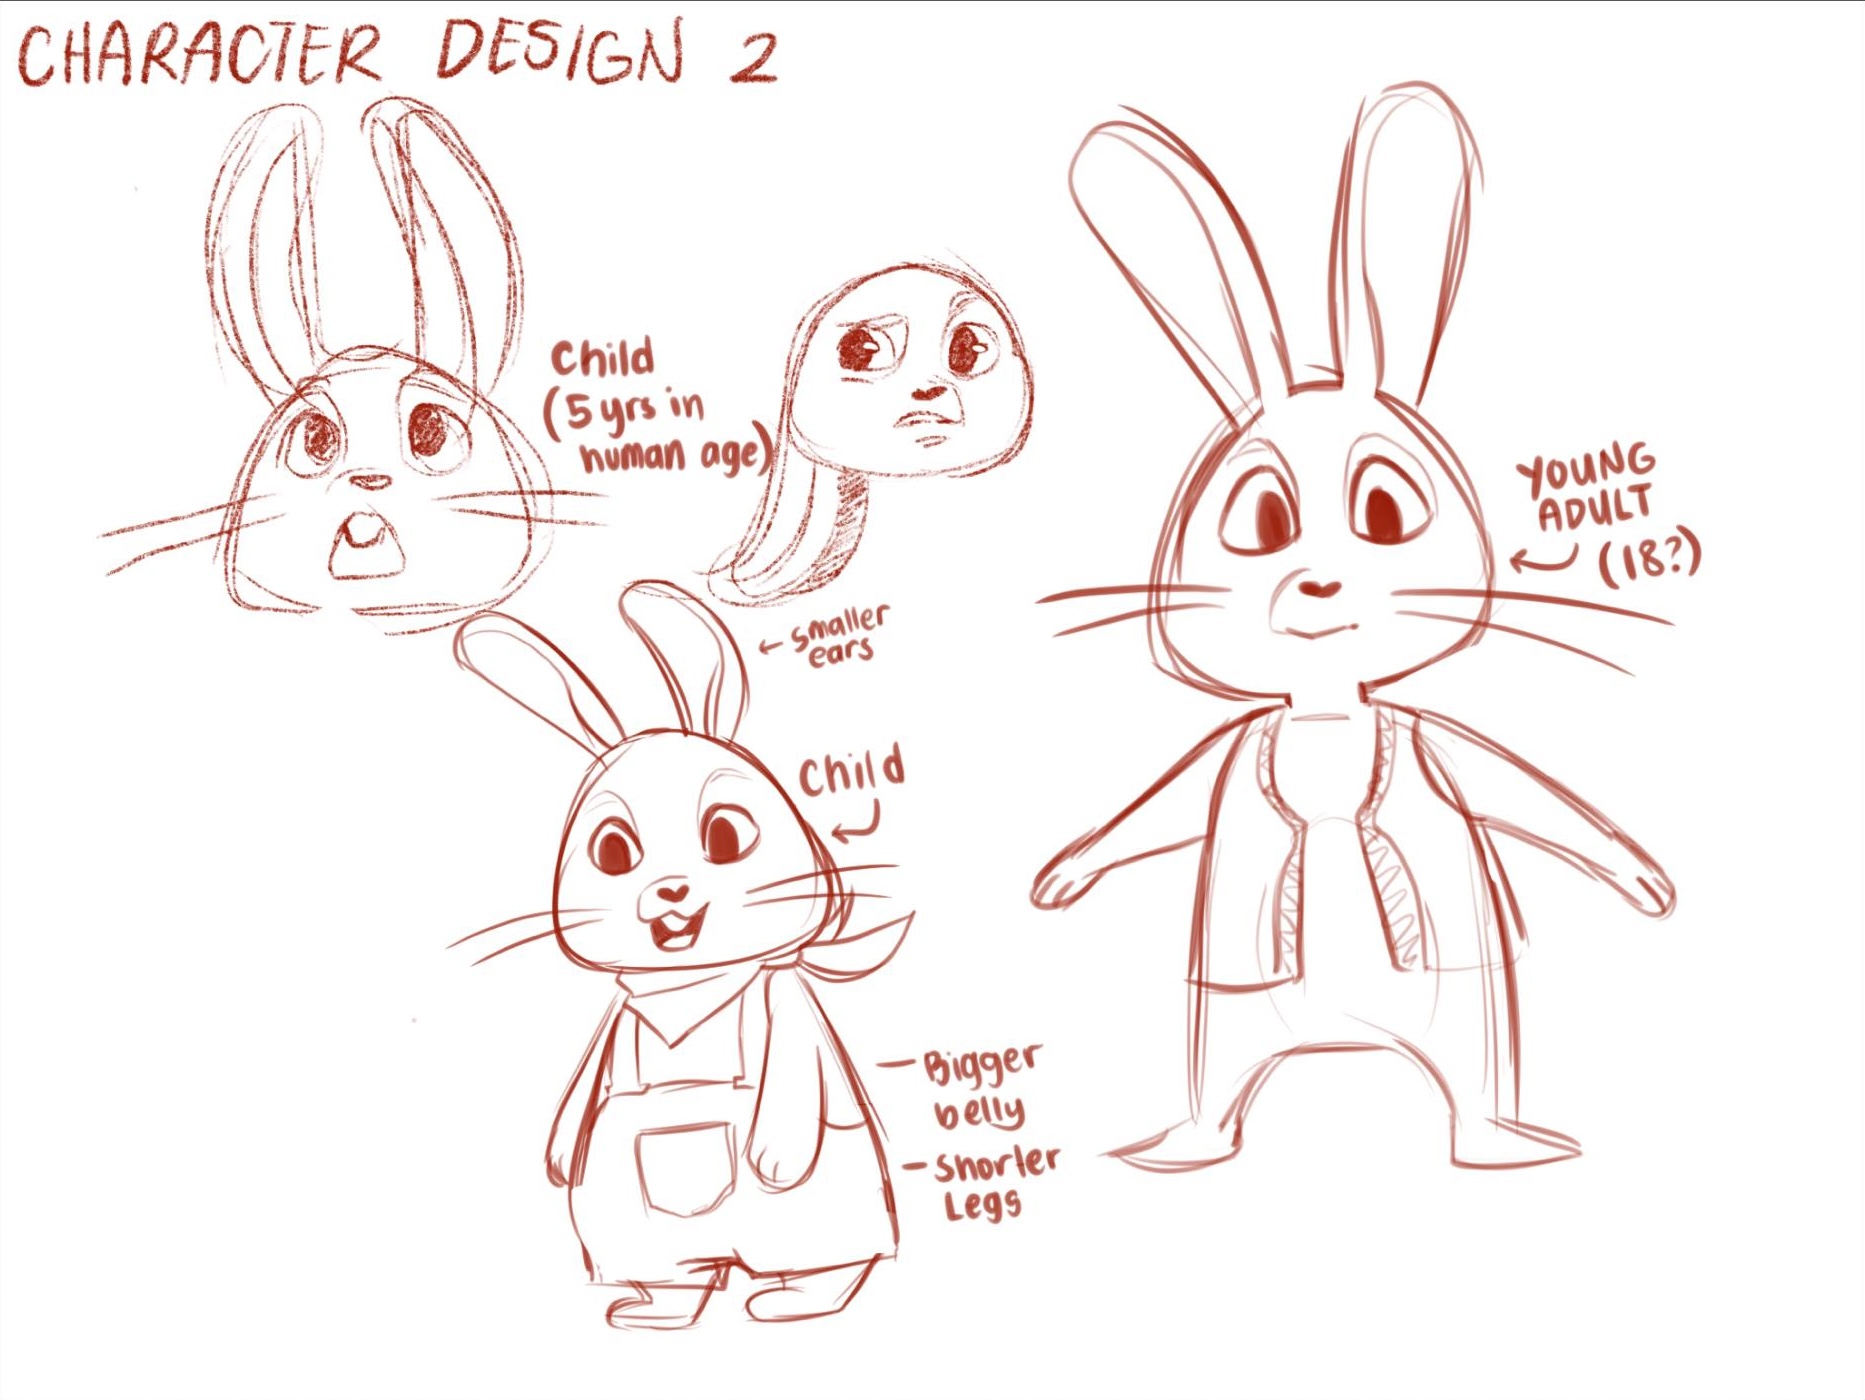 CHARACTER DESIGN 2
Child
(5 yrs in
human age)
YOUNG
ADULT
(18?)
← smaller
ears
Child
- Bigger
belly
- Shorter
Legs